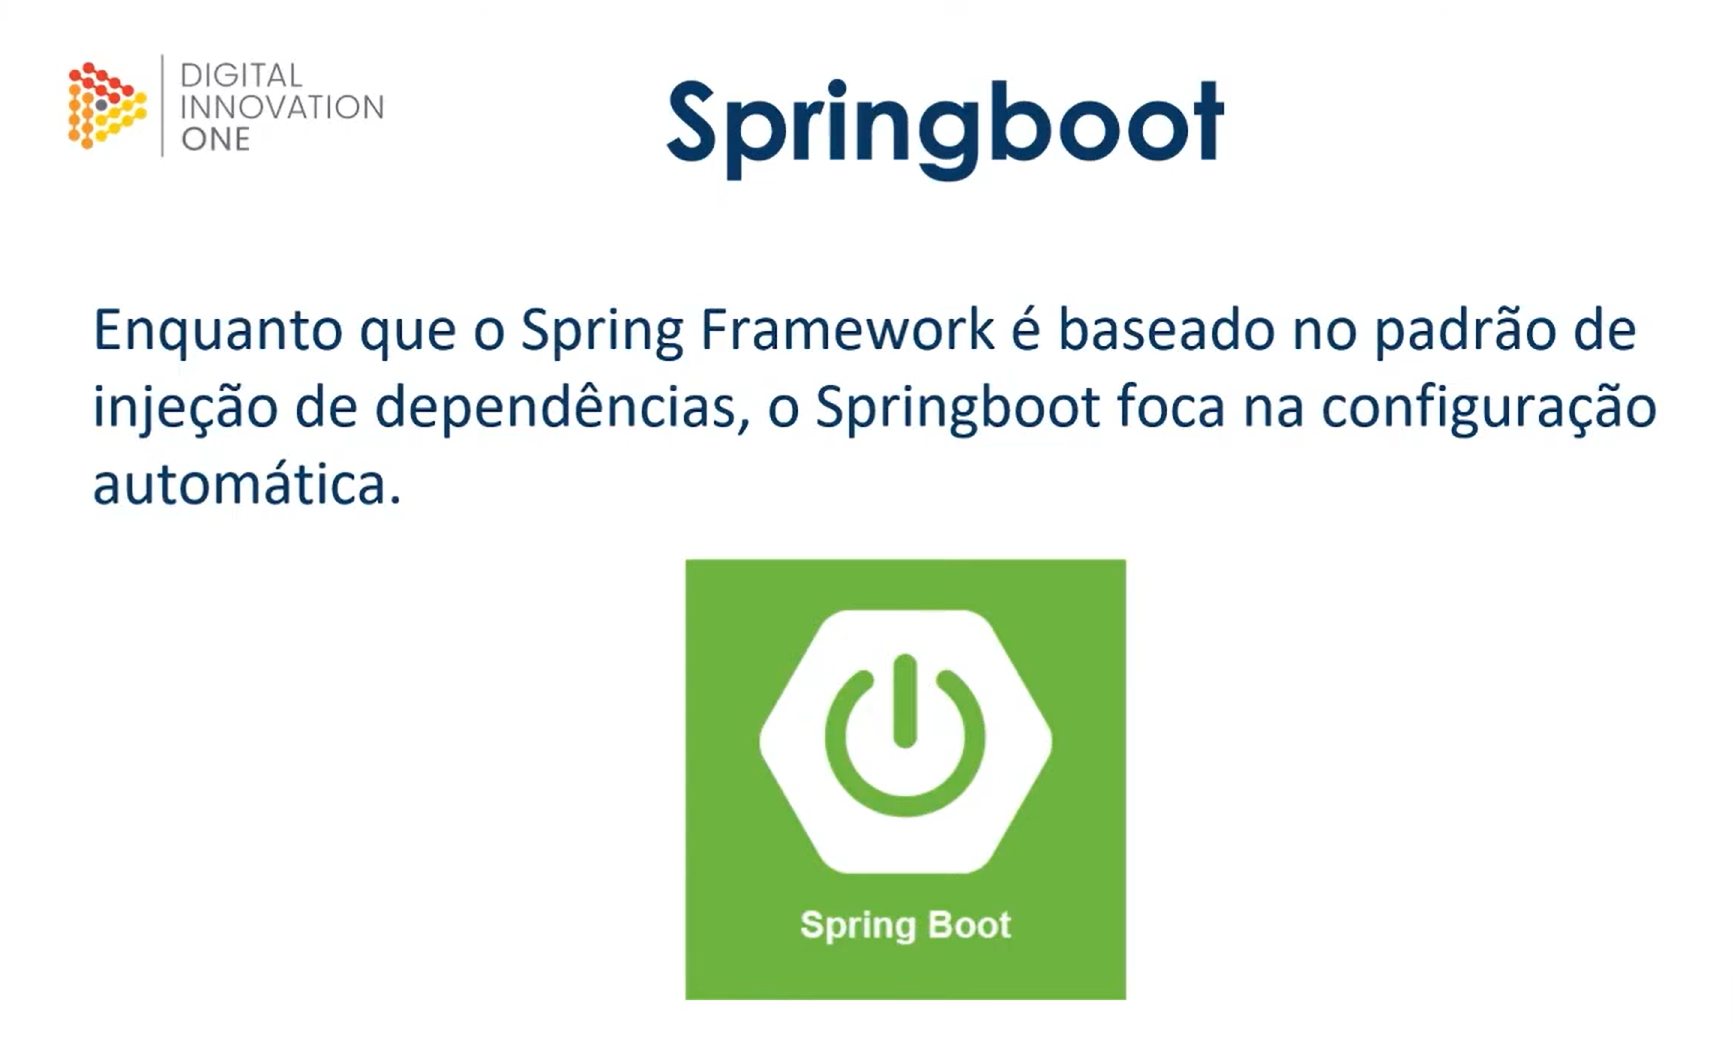 DIGITAL
INNOVATION
ONE
Springboot
Enquanto que o Spring Framework é baseado no padrão de
injeção de dependências, o Springboot foca na configuração
automática.
Spring Boot